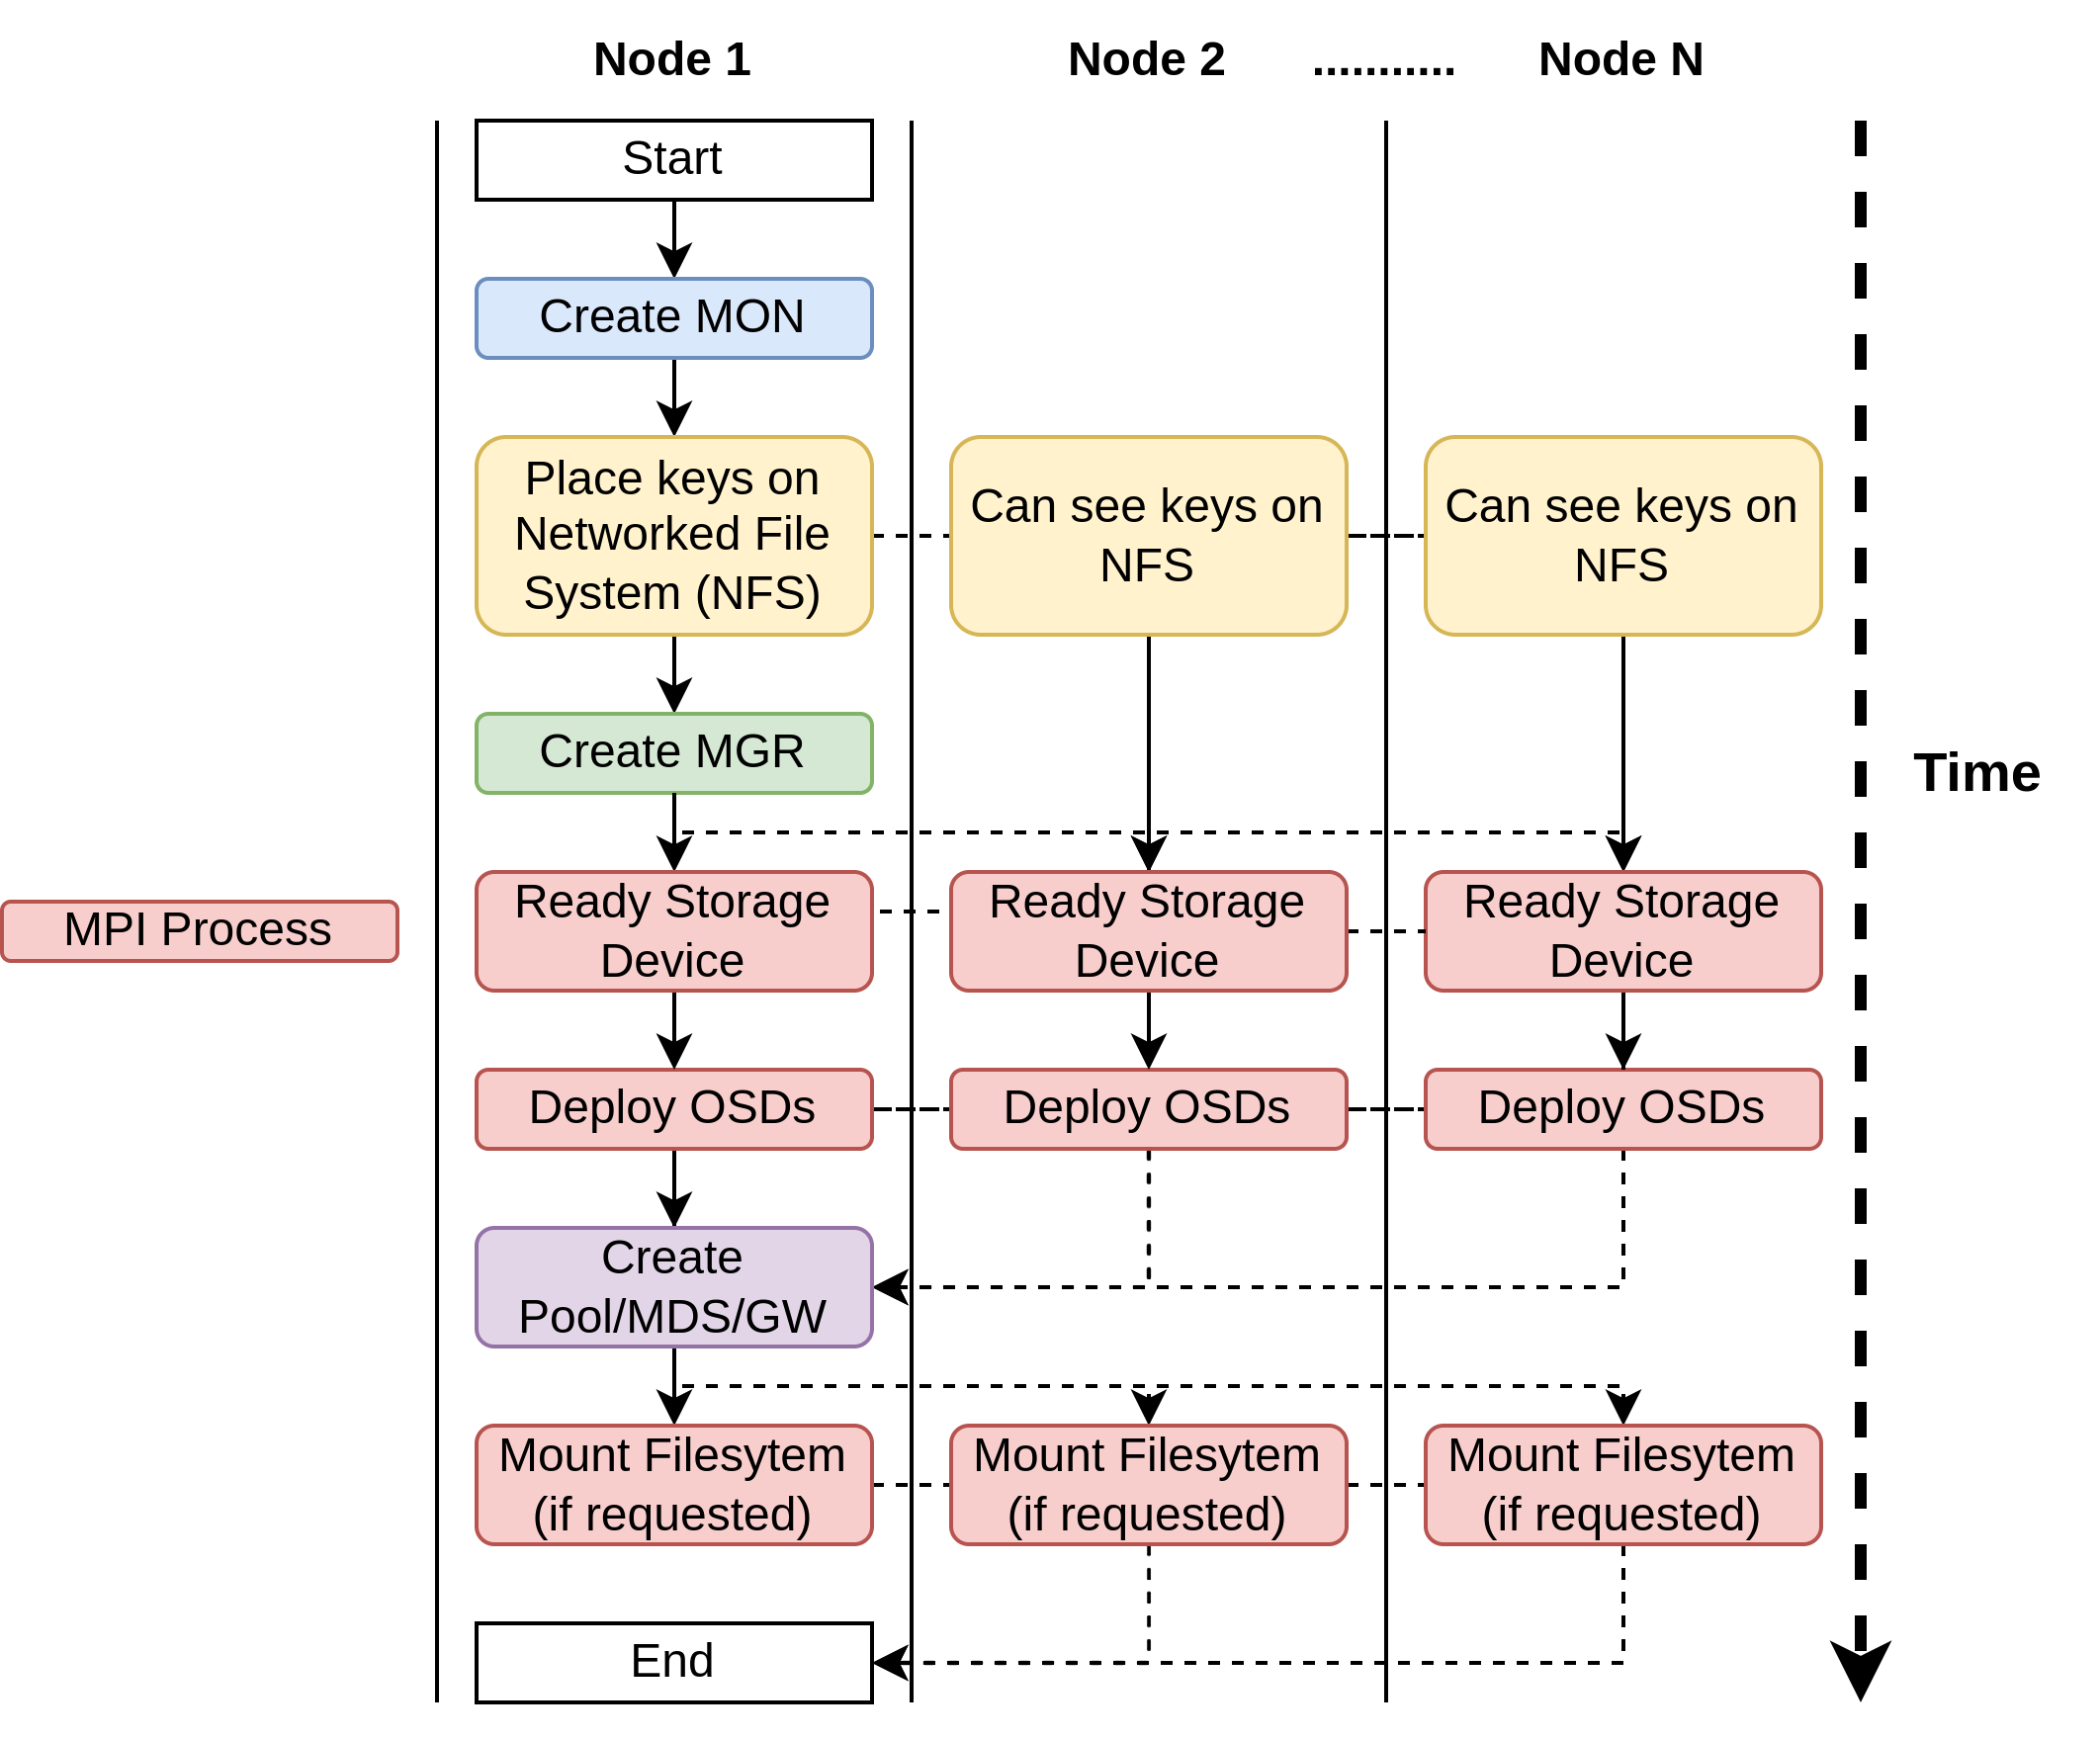 Node 1
Node 2
...........
Node N
Start
Create MON
Place keys on
Networked File
System (NFS)
Can see keys on
NFS
Can see keys on
NFS
Create MGR
Time
MPI Process
Ready Storage
Device
Ready Storage
Device
Ready Storage
Device
Deploy OSDs
Deploy OSDs
Deploy OSDs
Create
Pool/MDS/GW
Mount Filesytem
(if requested)
Mount Filesytem
(if requested)
Mount Filesytem
(if requested)
End